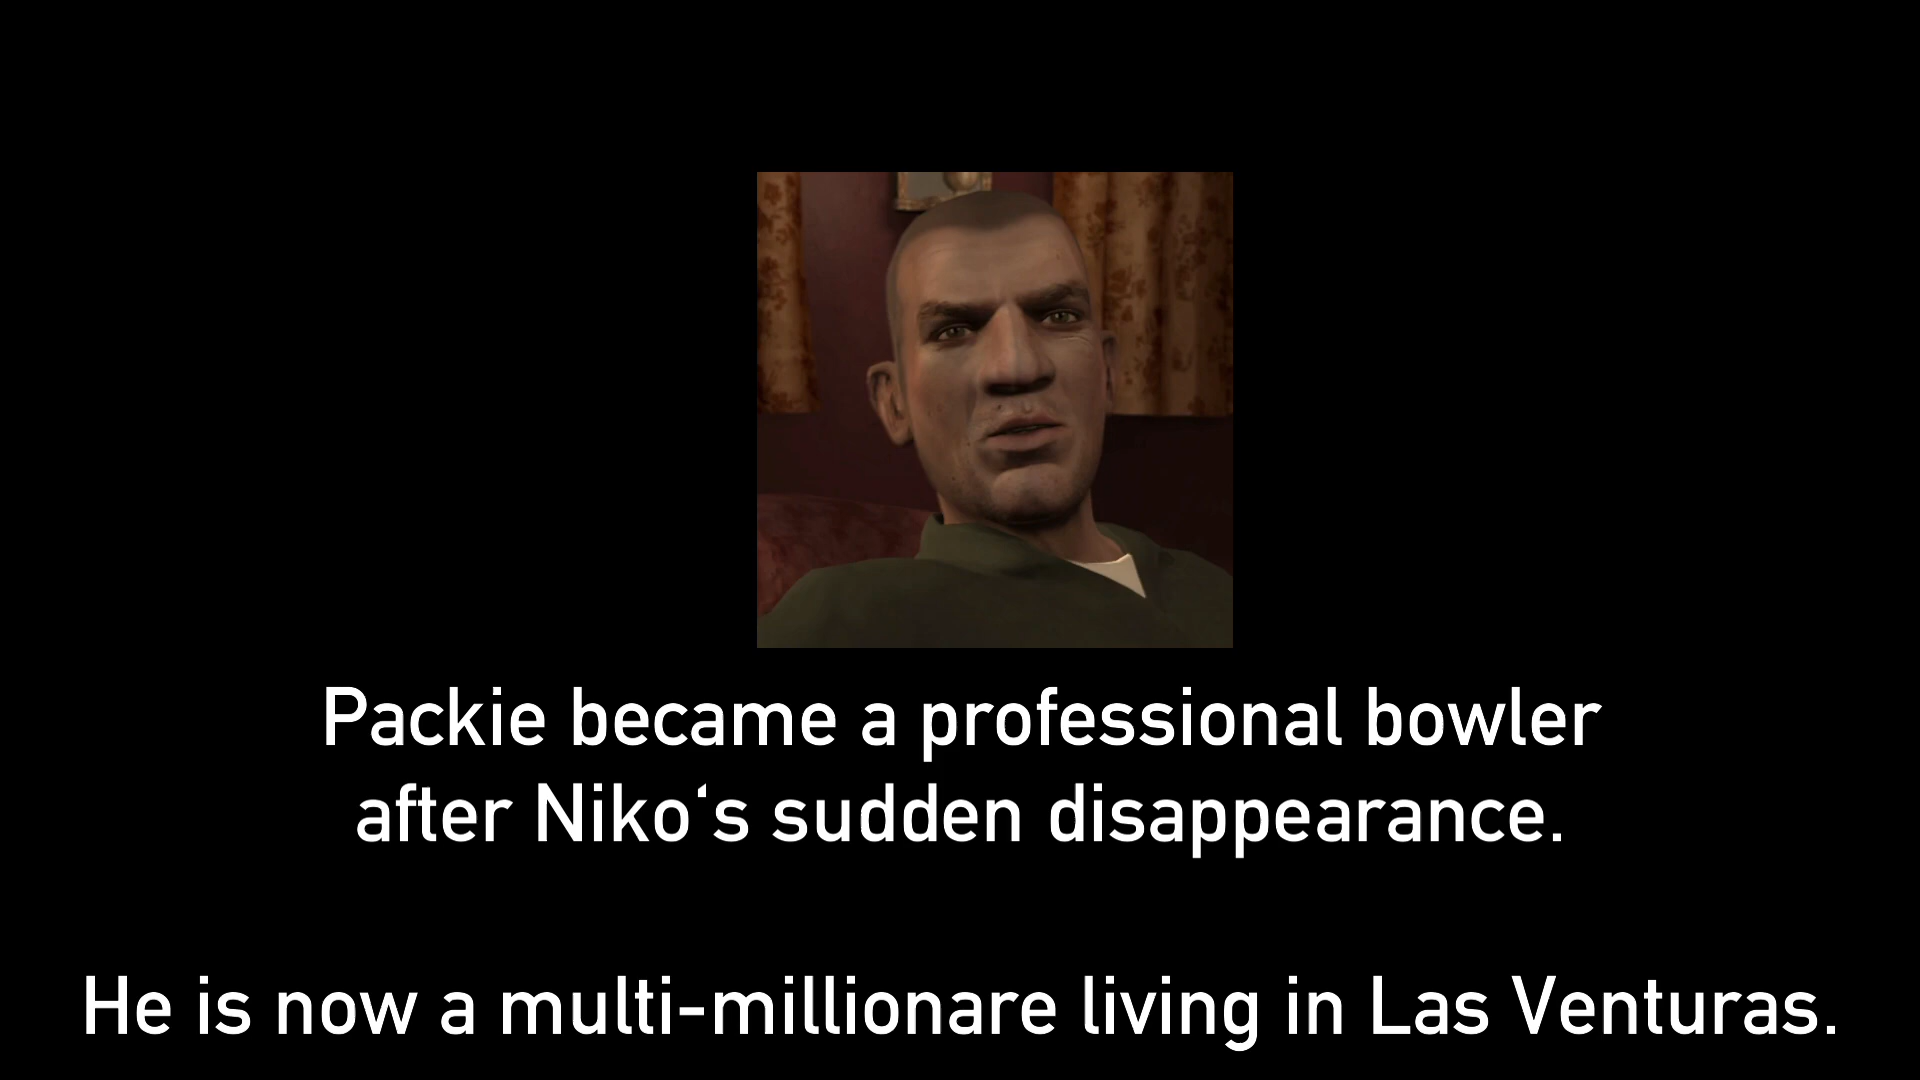 Packie became a professional bowler
after Niko‘s sudden disappearance.
He is now a multi-millionare living in Las Venturas.